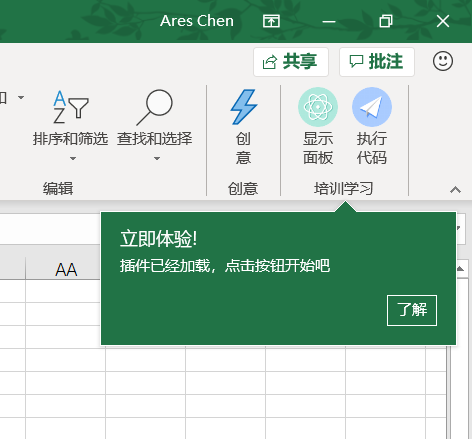 Ares Chen
共享
批注
和
排序和筛选
查找和选择
创
意
显示
面板
执行
代码
编辑
创意
培训学习
立即体验!
插件已经加载，点击按钮开始吧
了解
AA